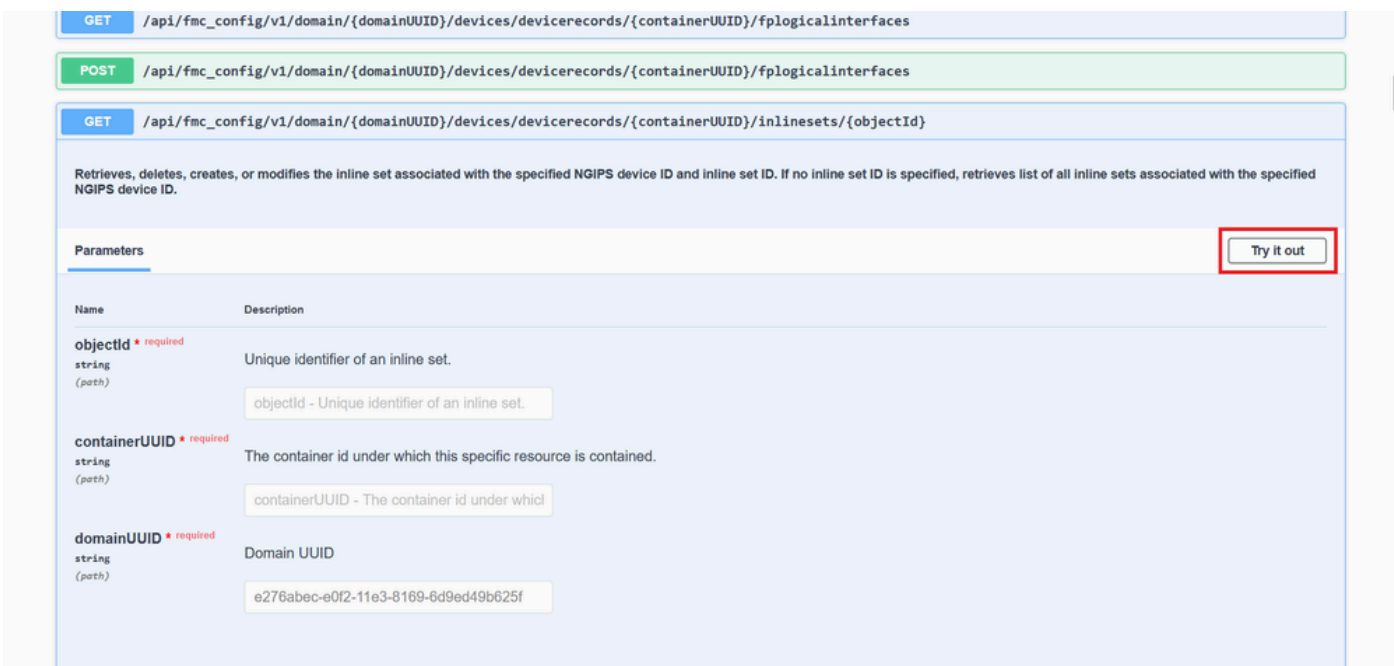 GET /api/fmc_config/v1/domain/{domainUUID}/devices/devicerecords/{containerUUID}/fplogicalinterfaces
POST /api/fmc_config/v1/domain/{domainUUID}/devices/devicerecords/{containerUUID}/fplogicalinterfaces
GET /api/fmc_config/v1/domain/{domainUUID}/devices/devicerecords/{containerUUID}/inlinesets/{objectId}
Retrieves, deletes, creates, or modifies the inline set associated with the specified NGIPS device ID and inline set ID. If no inline set ID is specified, retrieves list of all inline sets associated with the specified
NGIPS device ID.
Parameters Try it out
Name Description
objectId * required
string
(path)
Unique identifier of an inline set.
objectId - Unique identifier of an inline set.
containerUUID * required
string
(path)
The container id under which this specific resource is contained.
containerUUID - The container id under whicl
domainUUID * required
string
(path)
Domain UUID
e276abec-e0f2-11e3-8169-6d9ed49b625f